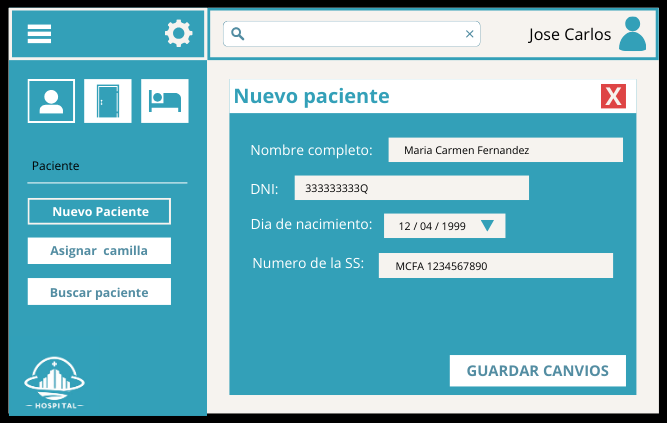 Jose Carlos
Paciente
Nuevo Paciente
Asignar camilla
Buscar paciente
HOSPITAL
Nuevo paciente
X
Nombre completo: Maria Carmen Fernandez
DNI: 333333333Q
Dia de nacimiento: 12 / 04 / 1999
Numero de la SS: MCFA 1234567890
GUARDAR CANVIOS